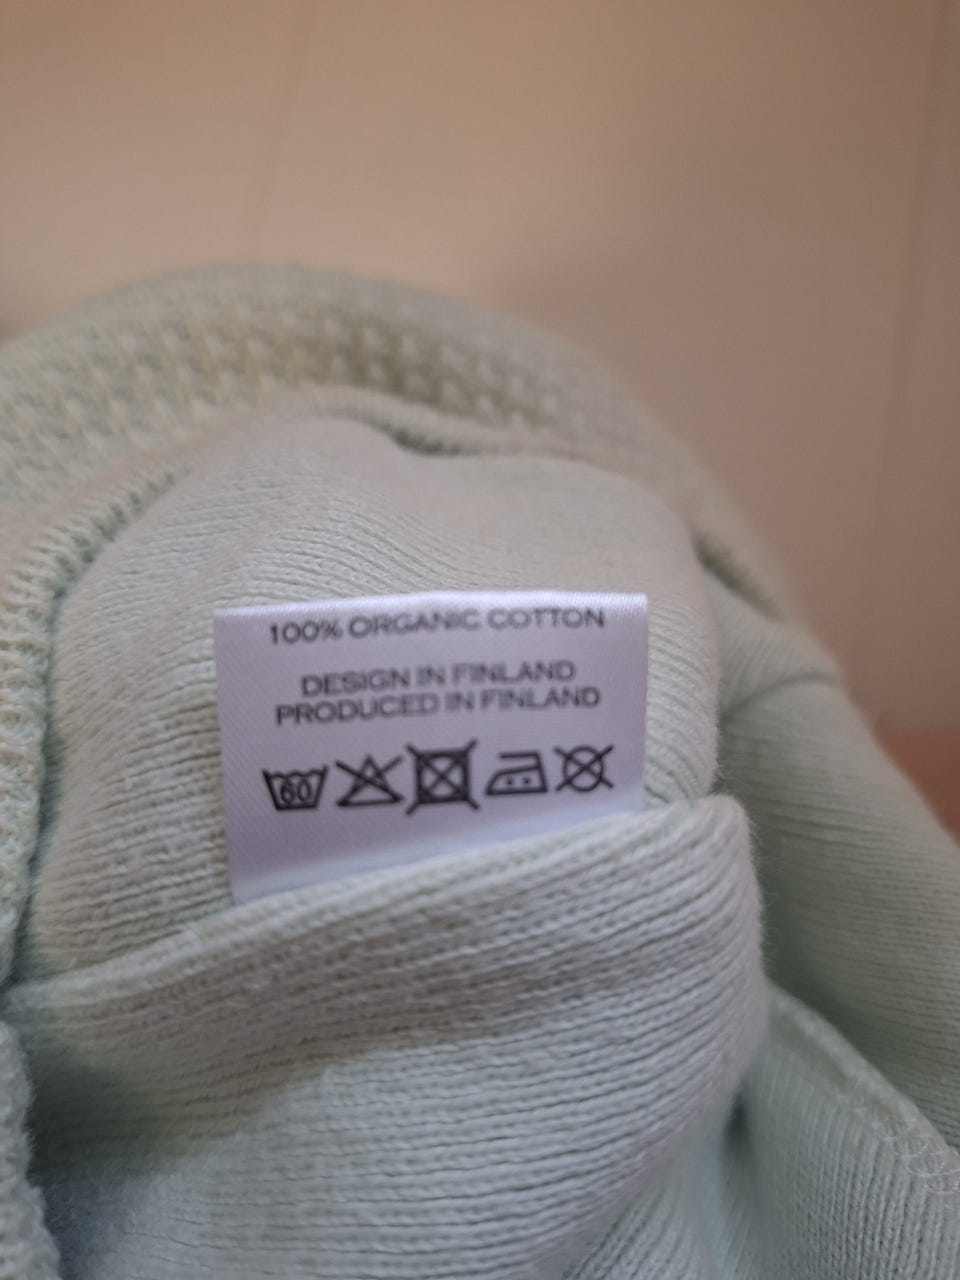 100% ORGANIC COTTON
DESIGN IN FINLAND
PRODUCED IN FINLAND
60